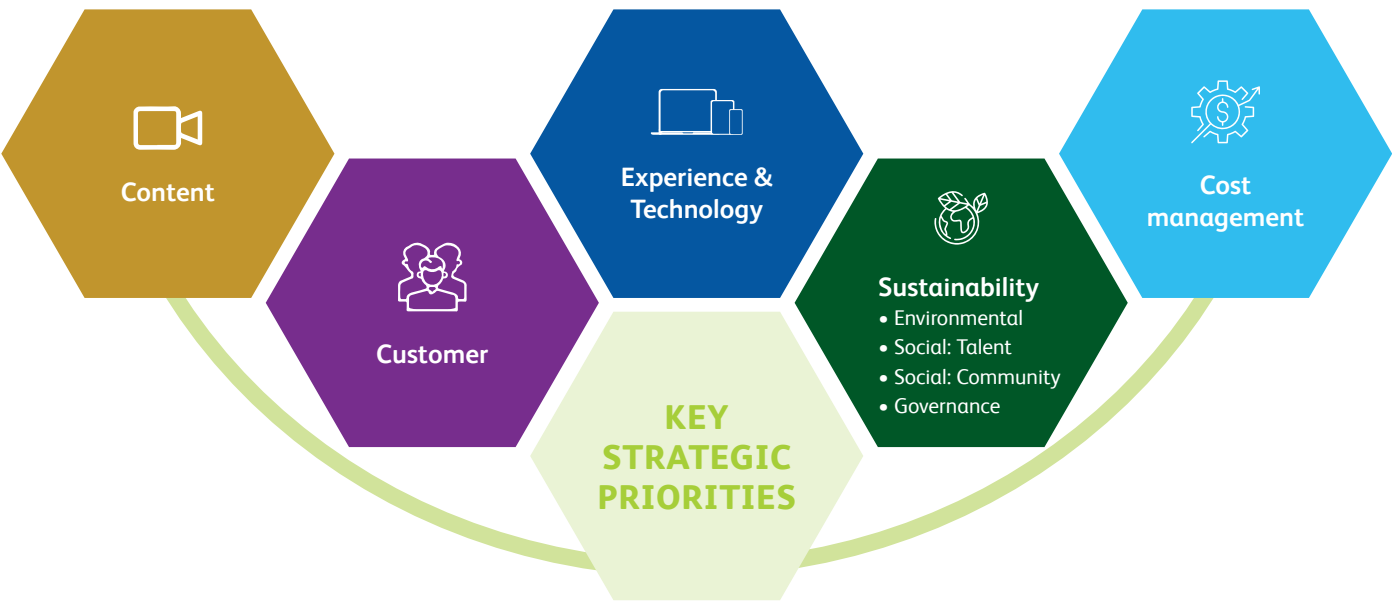 Content
Customer
Experience &
Technology
Sustainability
• Environmental
• Social: Talent
• Social: Community
• Governance
Cost
management
KEY
STRATEGIC
PRIORITIES
$